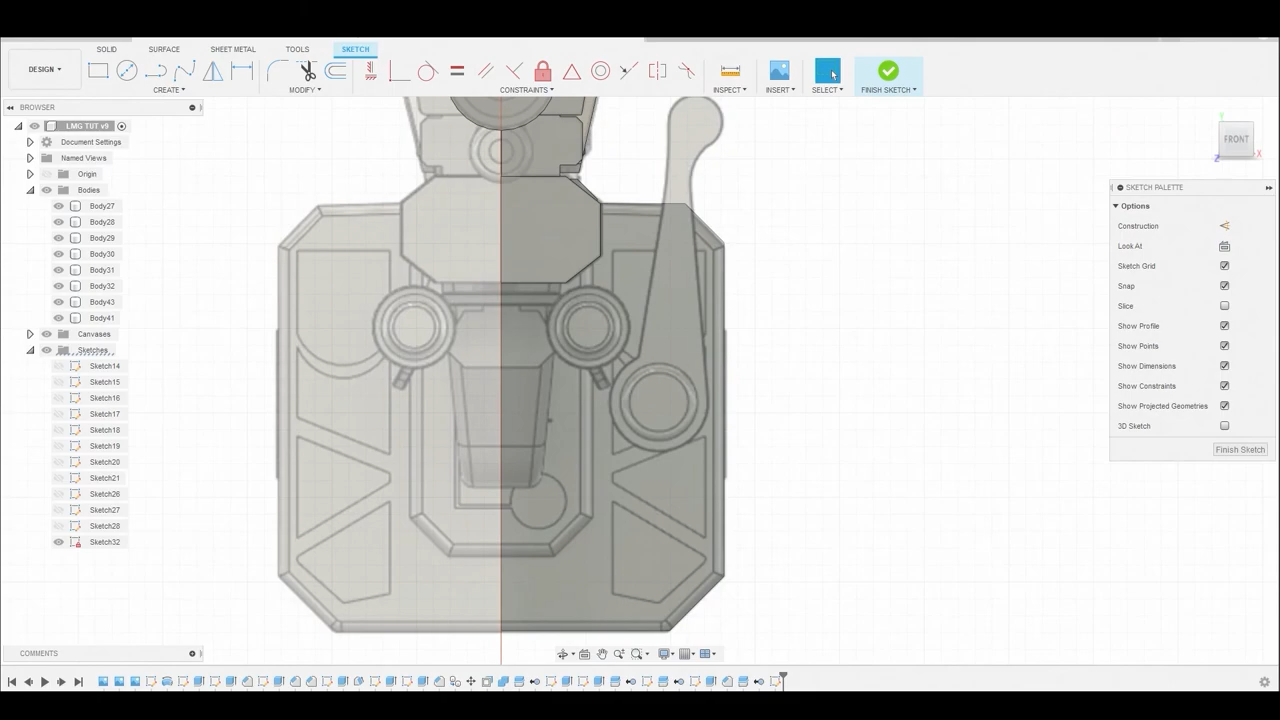 SOLID SURFACE SHEET METAL TOOLS SKETCH
DESIGN
CREATE MODIFY CONSTRAINTS INSPECT INSERT SELECT FINISH SKETCH
BROWSER
LMG TUT v9
Document Settings
Named Views
Origin
Bodies
Body27
Body28
Body29
Body30
Body31
Body32
Body43
Body41
Canvases
Sketches
Sketch14
Sketch15
Sketch16
Sketch17
Sketch18
Sketch19
Sketch20
Sketch21
Sketch26
Sketch27
Sketch28
Sketch32
Y
FRONT
Z
X
SKETCH PALETTE
Options
Construction
Look At
Sketch Grid
Snap
Slice
Show Profile
Show Points
Show Dimensions
Show Constraints
Show Projected Geometries
3D Sketch
Finish Sketch
COMMENTS